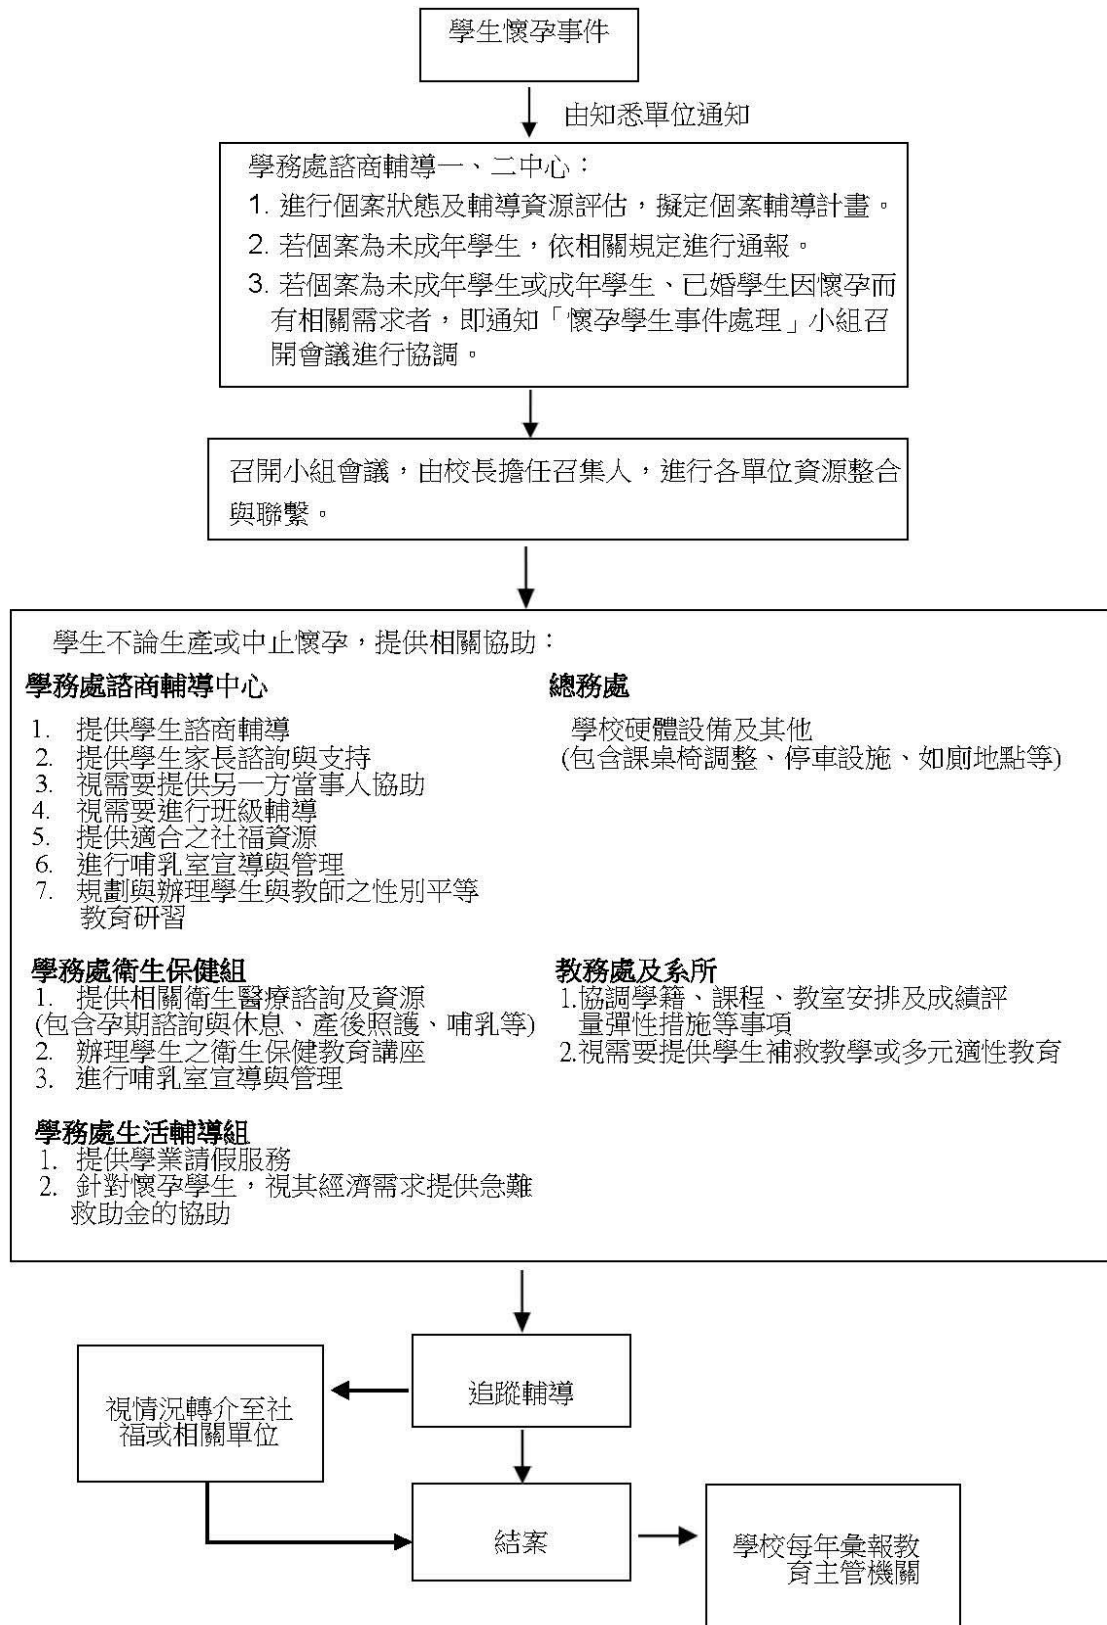 學生懷孕事件
由知悉單位通知
學務處諮商輔導一、二中心：
1. 進行個案狀態及輔導資源評估，擬定個案輔導計畫。
2. 若個案為未成年學生，依相關規定進行通報。
3. 若個案為未成年學生或成年學生、已婚學生因懷孕而
有相關需求者，即通知「懷孕學生事件處理」小組召
開會議進行協調。
召開小組會議，由校長擔任召集人，進行各單位資源整合
與聯繫。
學生不論生產或中止懷孕，提供相關協助：
學務處諮商輔導中心
1. 提供學生諮商輔導
2. 提供學生家長諮詢與支持
3. 視需要提供另一方當事人協助
4. 視需要進行班級輔導
5. 提供適合之社福資源
6. 進行哺乳室宣導與管理
7. 規劃與辦理學生與教師之性別平等
教育研習
總務處
學校硬體設備及其他
(包含課桌椅調整、停車設施、如廁地點等)
學務處衛生保健組
1. 提供相關衛生醫療諮詢及資源
(包含孕期諮詢與休息、產後照護、哺乳等)
2. 辦理學生之衛生保健教育講座
3. 進行哺乳室宣導與管理
教務處及系所
1.協調學籍、課程、教室安排及成績評
量彈性措施等事項
2.視需要提供學生補救教學或多元適性教育
學務處生活輔導組
1. 提供學業請假服務
2. 針對懷孕學生，視其經濟需求提供急難
救助金的協助
追蹤輔導
視情況轉介至社
福或相關單位
結案
學校每年彙報教
育主管機關